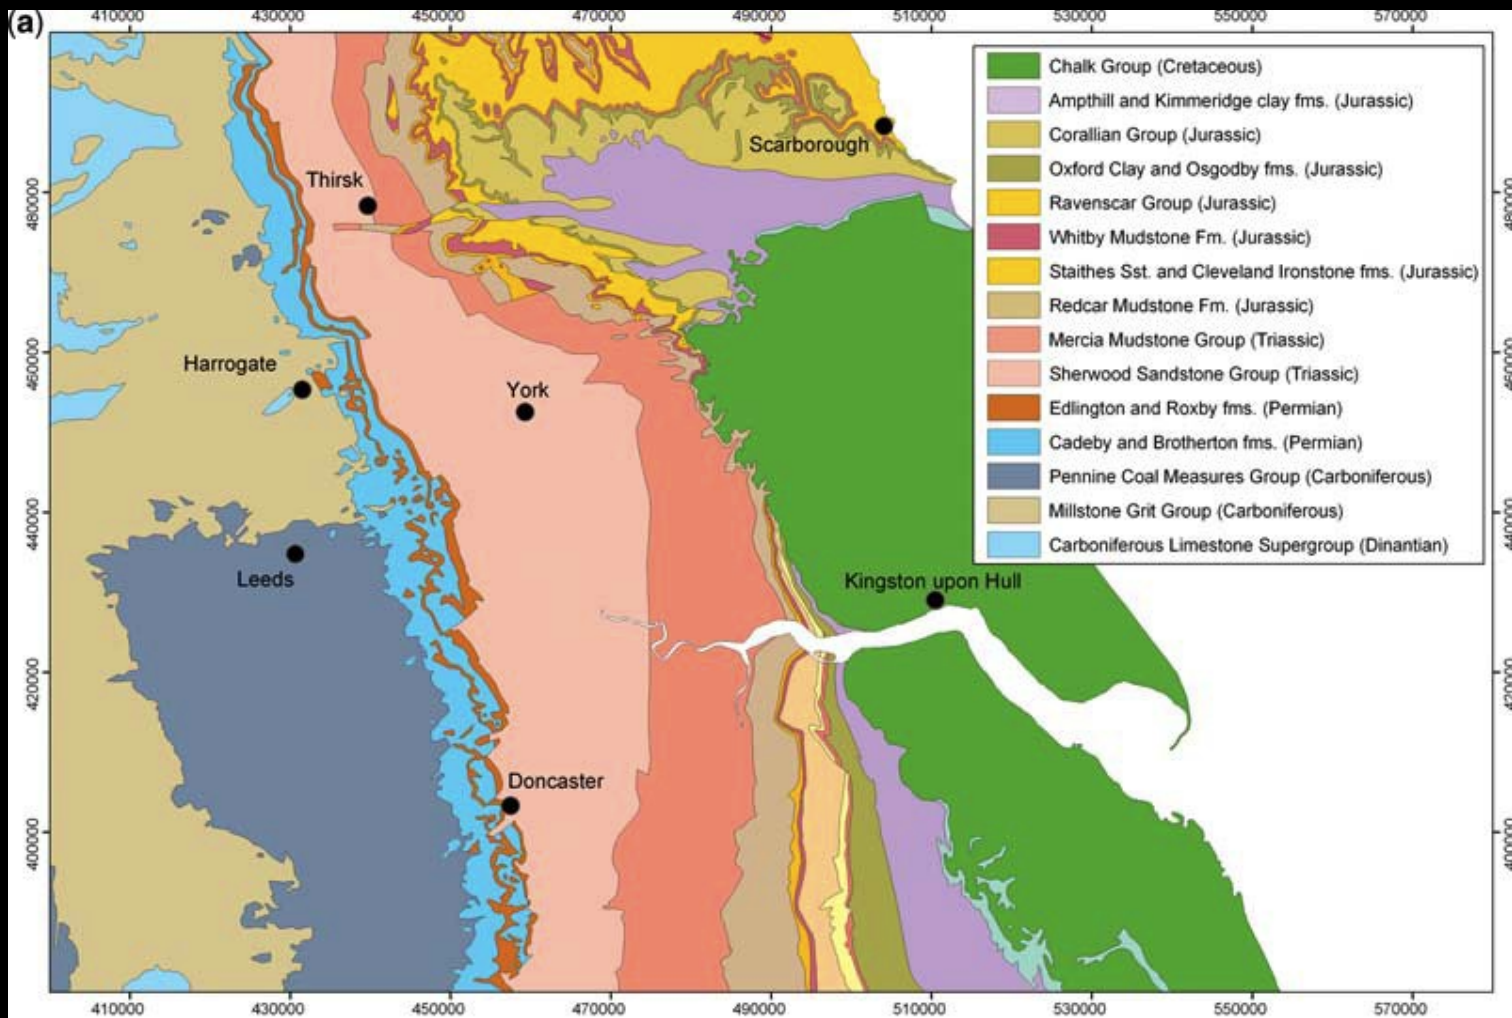 (a)
410000 430000 450000 470000 490000 510000 530000 550000 570000
Chalk Group (Cretaceous)
Ampthill and Kimmeridge clay fms. (Jurassic)
Corallian Group (Jurassic)
Oxford Clay and Osgodby fms. (Jurassic)
Ravenscar Group (Jurassic)
Whitby Mudstone Fm. (Jurassic)
Staithes Sst. and Cleveland Ironstone fms. (Jurassic)
Redcar Mudstone Fm. (Jurassic)
Mercia Mudstone Group (Triassic)
Sherwood Sandstone Group (Triassic)
Edlington and Roxby fms. (Permian)
Cadeby and Brotherton fms. (Permian)
Pennine Coal Measures Group (Carboniferous)
Millstone Grit Group (Carboniferous)
Carboniferous Limestone Supergroup (Dinantian)
Scarborough
Thirsk
Harrogate
York
Leeds
Kingston upon Hull
Doncaster
480000
460000
440000
420000
400000
480000
460000
440000
420000
400000
410000 430000 450000 470000 490000 510000 530000 550000 570000